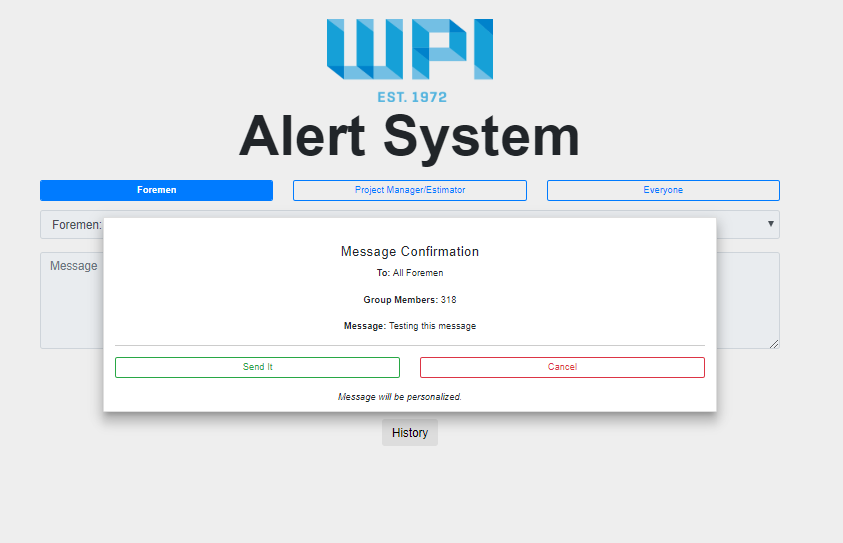 WPI
EST. 1972
Alert System
Foremen
Project Manager/Estimator
Everyone
Foremen:
Message
Message Confirmation
To: All Foremen
Group Members: 318
Message: Testing this message
Send It
Cancel
Message will be personalized.
History